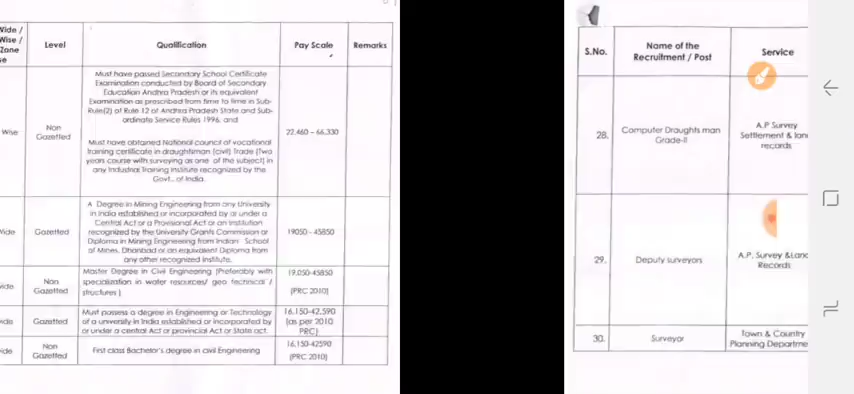 Wide /
Wise /
Zone
Level
Qualification
Pay Scale
Remarks
Wise
Non
Gazetted
Must have passed Secondary School Certificate
Examination conducted by Board of Secondary
Education Andhra Pradesh or its equivalent
Examination as prescribed from time to time in Sub-
Rule(2) of Rule 12 of Andhra Pradesh State and Sub-
ordinate Service Rules 1996, and
Must have obtained National council of vocational
training certificate in draughtsman (civil) Trade (Two
years course with surveying as one of the subject) in
any Industrial Training Institute recognized by the
Govt., of India.
22,460 – 66,330
Wide
Gazetted
A Degree in Mining Engineering from any University
in India established or incorporated by or under a
Central Act or a Provisional Act or an institution
recognized by the University Grants Commission or
Diploma in Mining Engineering from Indian School
of Mines, Dhanbad or an equivalent Diploma from
any other recognized Institute.
19050 – 45850
Wide
Non
Gazetted
Master Degree in Civil Engineering (Preferably with
specialization in water resources/ geo technical /
structures )
19,050-45850
(PRC 2010)
wide
Gazetted
Must possess a degree in Engineering or Technology
of a university in India established or incorporated by
or under a central Act or provincial Act or State act.
16,150-42,590
(as per 2010
PRC)
wide
Non
Gazetted
First class Bachelor's degree in civil Engineering
16,150-42590
(PRC 2010)
S.No.
Name of the
Recruitment / Post
Service
28.
Computer Draughts man
Grade-II
A.P Survey
Settlement & lan
records
29.
Deputy surveyors
A.P. Survey &Land
Records
30.
Surveyor
Town & Country
Planning Departme